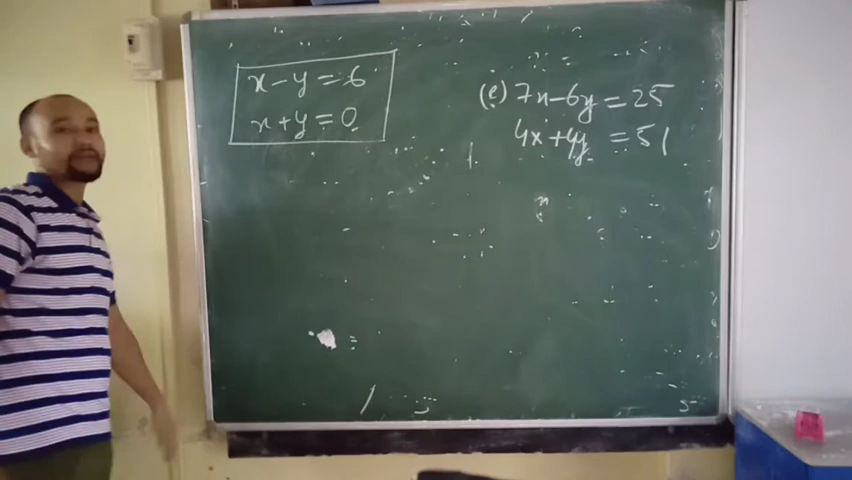 x - y = 6
x + y = 0
(e) 7x - 6y = 25
4x + 4y = 51